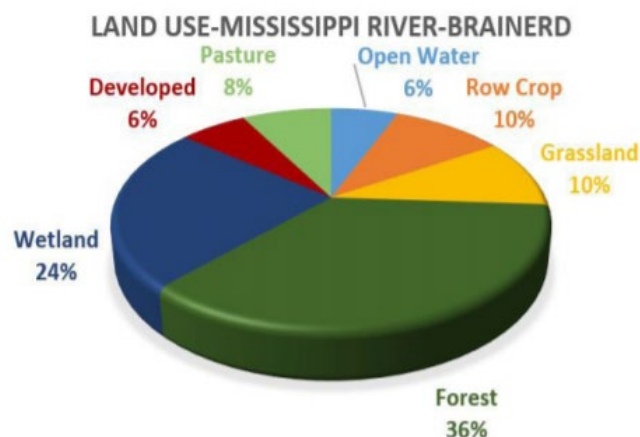 LAND USE-MISSISSIPPI RIVER-BRAINERD
Pasture
8%
Open Water
6%
Developed
6%
Row Crop
10%
Grassland
10%
Wetland
24%
Forest
36%